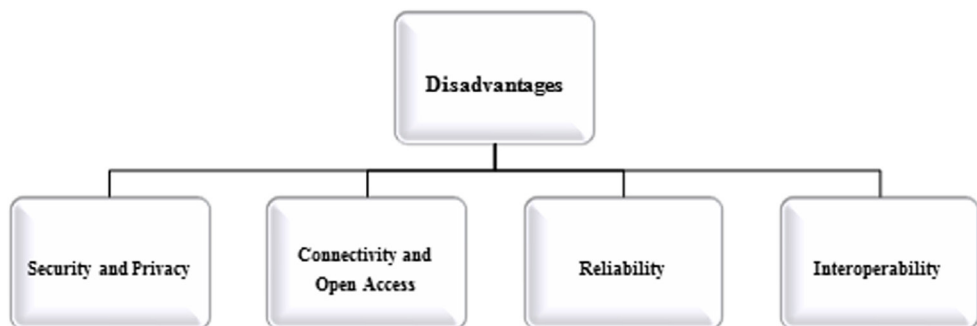 Disadvantages
Security and Privacy
Connectivity and
Open Access
Reliability
Interoperability